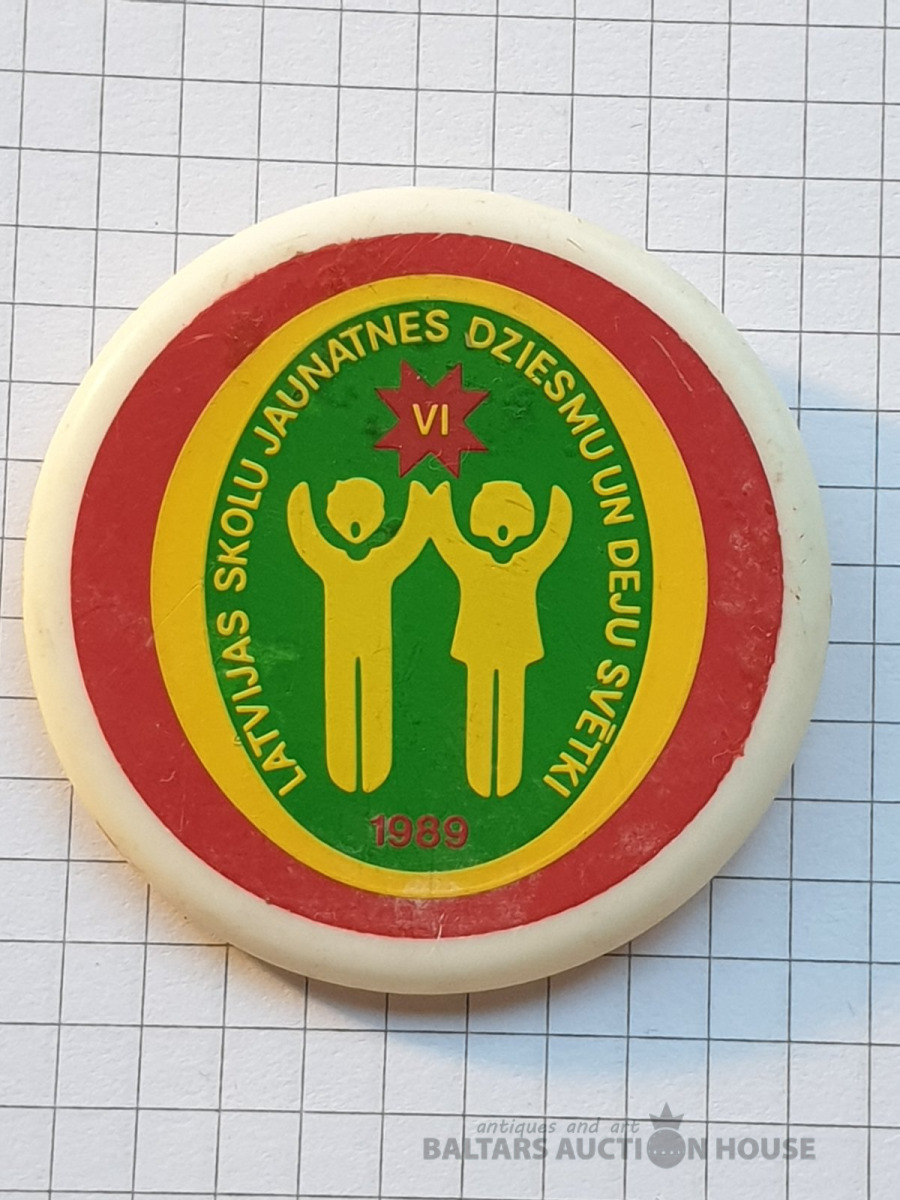 LATVIJAS SKOLU JAUNATNES DZIESMU UN DEJU SVĒTKI
VI
1989
antiques and art
BALTARS AUCTION HOUSE